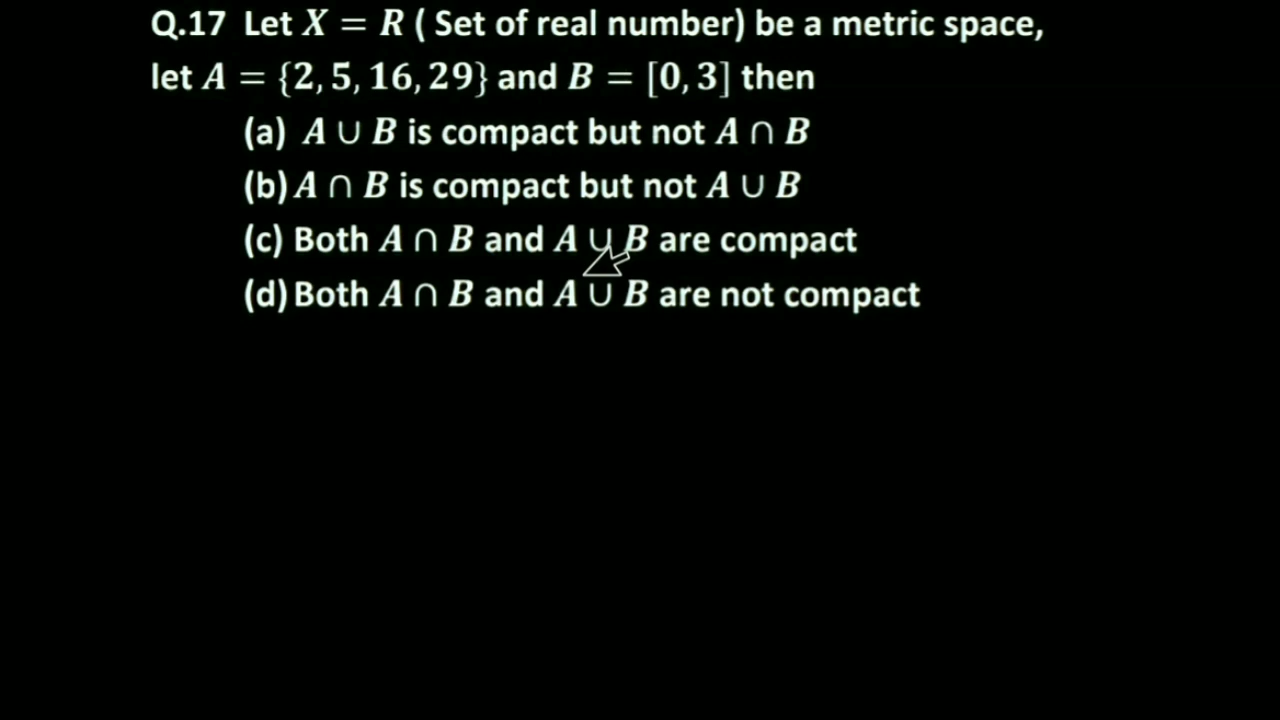 Q.17 Let X = R ( Set of real number) be a metric space,
let A = {2, 5, 16, 29} and B = [0, 3] then
(a) A ∪ B is compact but not A ∩ B
(b) A ∩ B is compact but not A ∪ B
(c) Both A ∩ B and A ∪ B are compact
(d) Both A ∩ B and A ∪ B are not compact